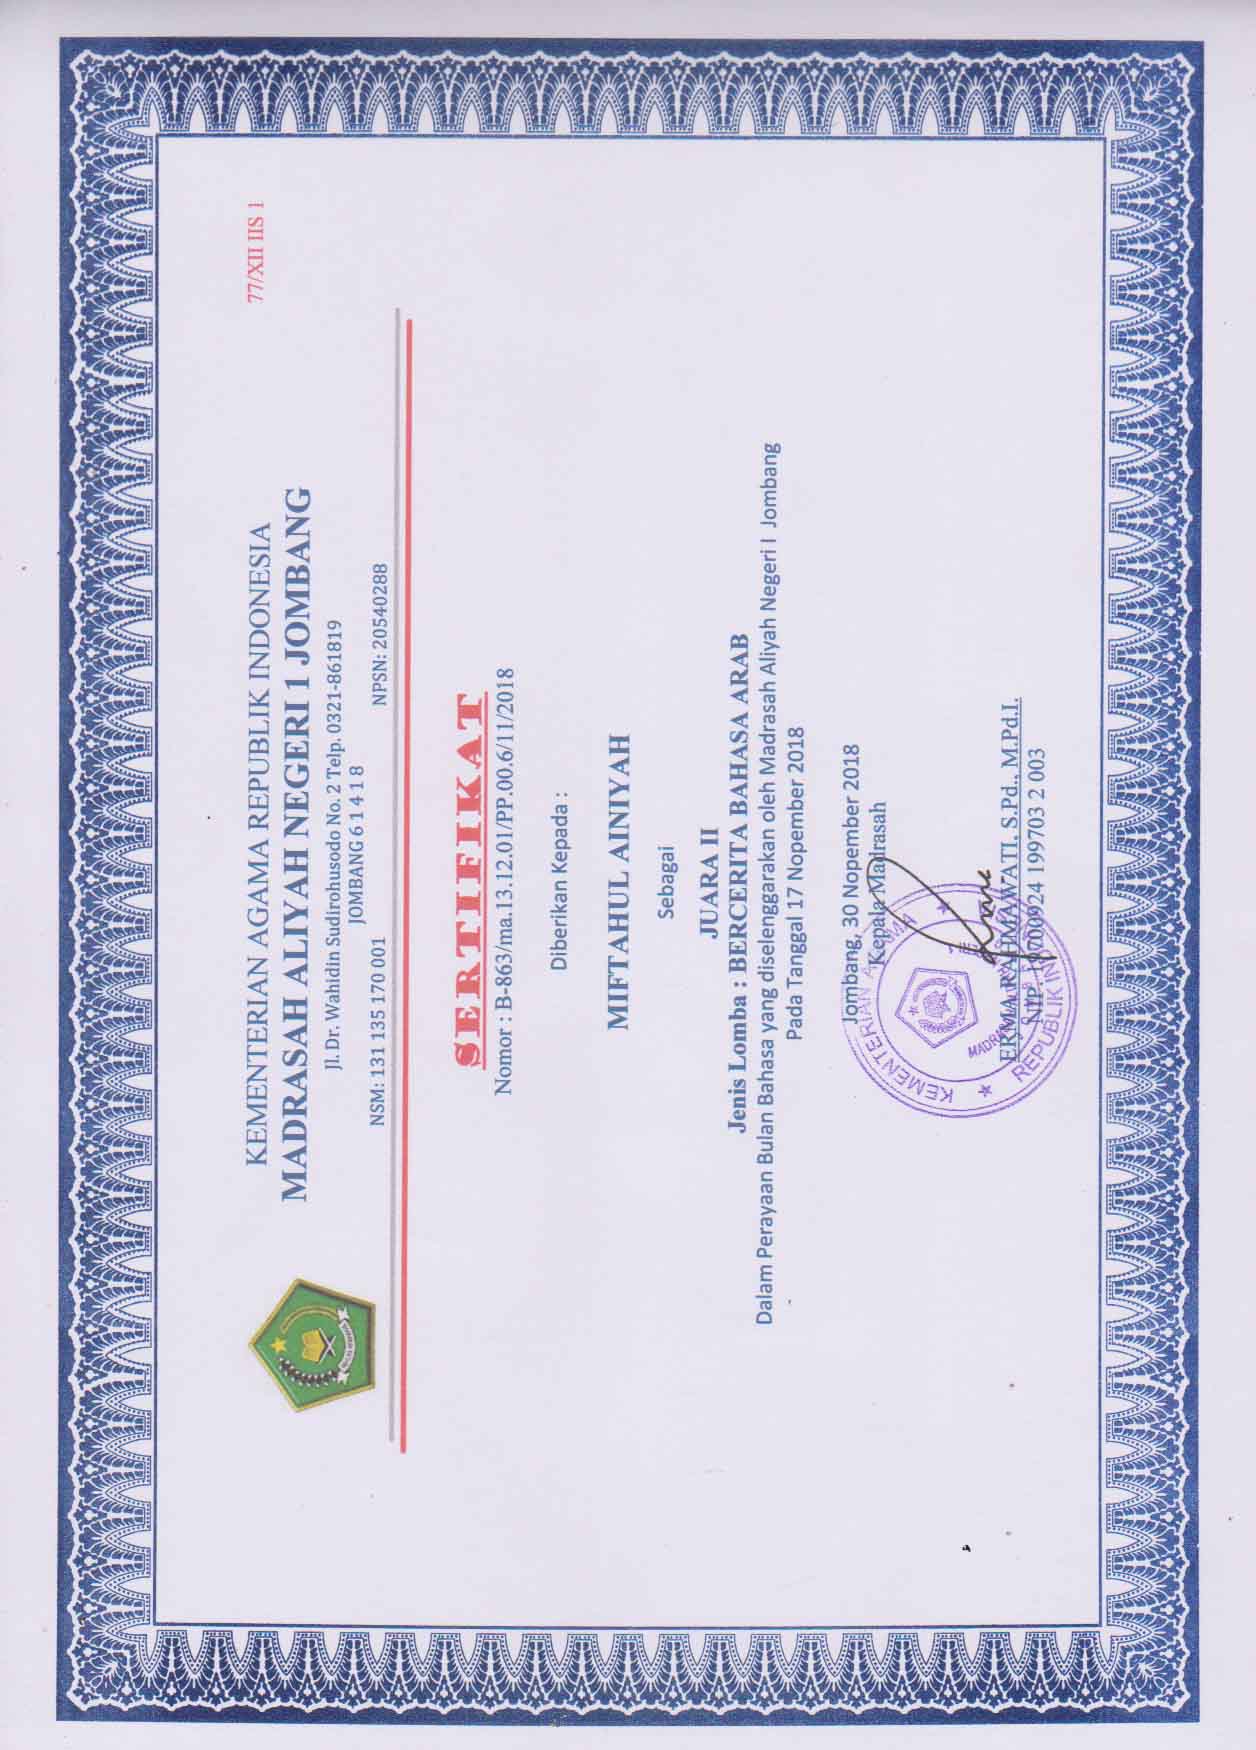 77/XII IIS 1
KEMENTERIAN AGAMA REPUBLIK INDONESIA
MADRASAH ALIYAH NEGERI 1 JOMBANG
Jl. Dr. Wahidin Sudirohusodo No. 2 Telp. 0321-861819
JOMBANG 6 1 4 1 8
NSM: 131 135 170 001 NPSN: 20540288
SERTIFIKAT
Nomor : B-863/ma.13.12.01/PP.00.6/11/2018
Diberikan Kepada :
MIFTAHUL AINIYAH
Sebagai
JUARA II
Jenis Lomba : BERCERITA BAHASA ARAB
Dalam Perayaan Bulan Bahasa yang diselenggarakan oleh Madrasah Aliyah Negeri I Jombang
Pada Tanggal 17 Nopember 2018
Jombang, 30 Nopember 2018
Kepala Madrasah
KEMENTERIAN AGAMA
REPUBLIK
ERMA RAHMAWATI, S.Pd., M.Pd.I.
NIP. 19700924 199703 2 003